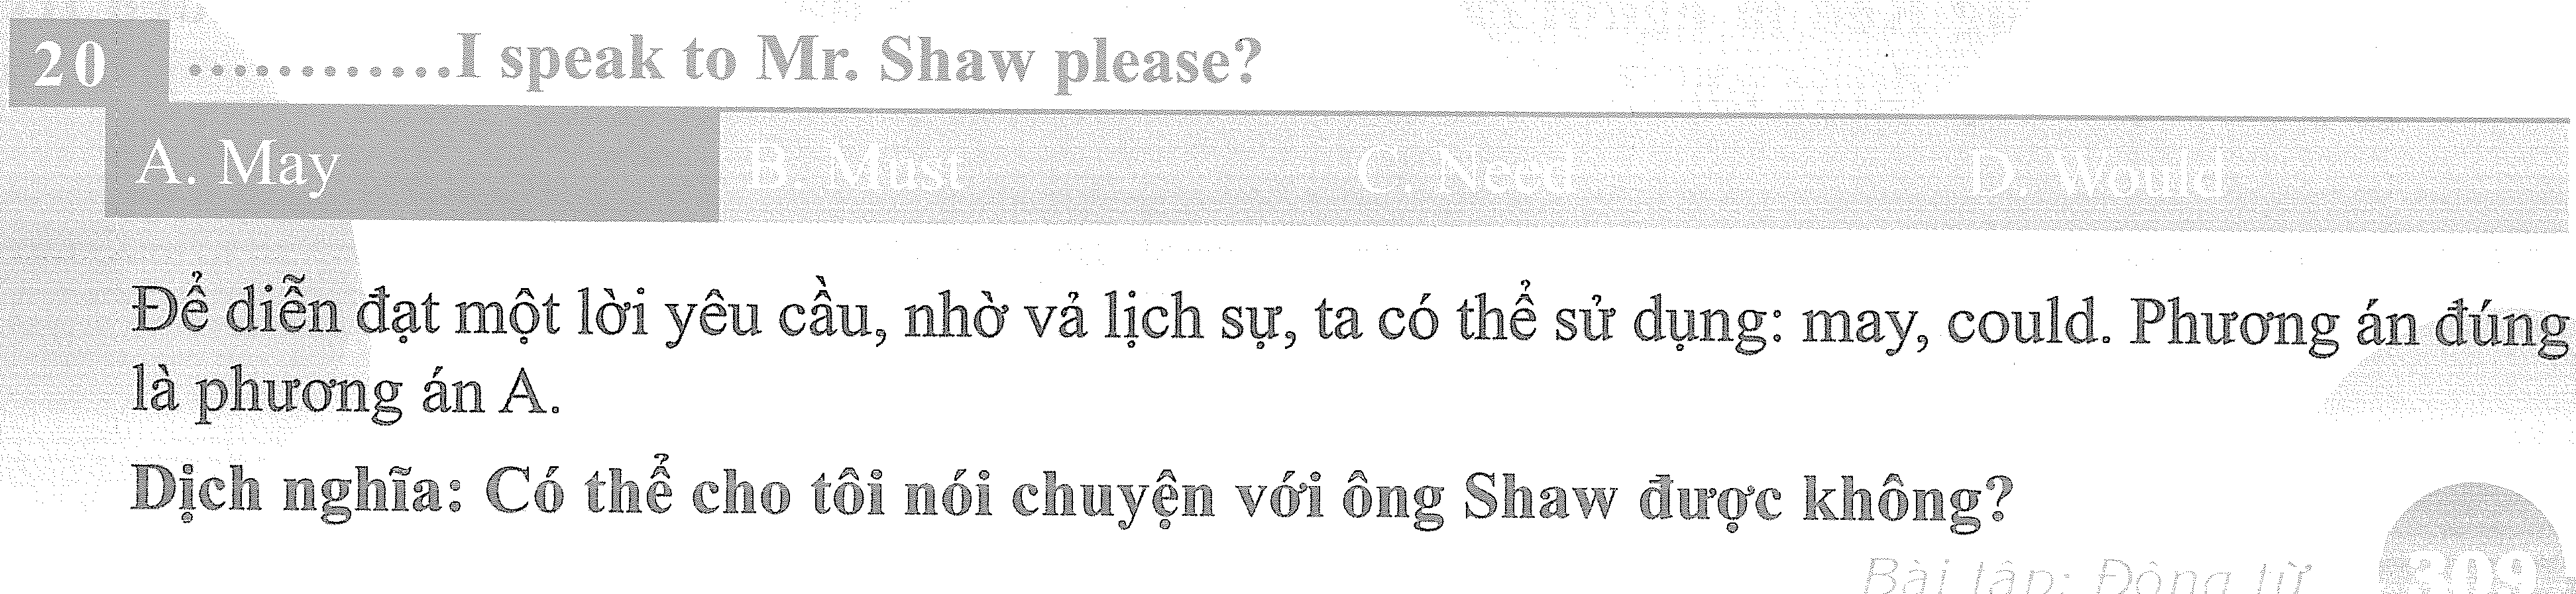 20 ............I speak to Mr. Shaw please?
A. May B. Must C. Need D. Would
Để diễn đạt một lời yêu cầu, nhờ vả lịch sự, ta có thể sử dụng: may, could. Phương án đúng
là phương án A.
Dịch nghĩa: Có thể cho tôi nói chuyện với ông Shaw được không?
Bài tập: Động từ 309